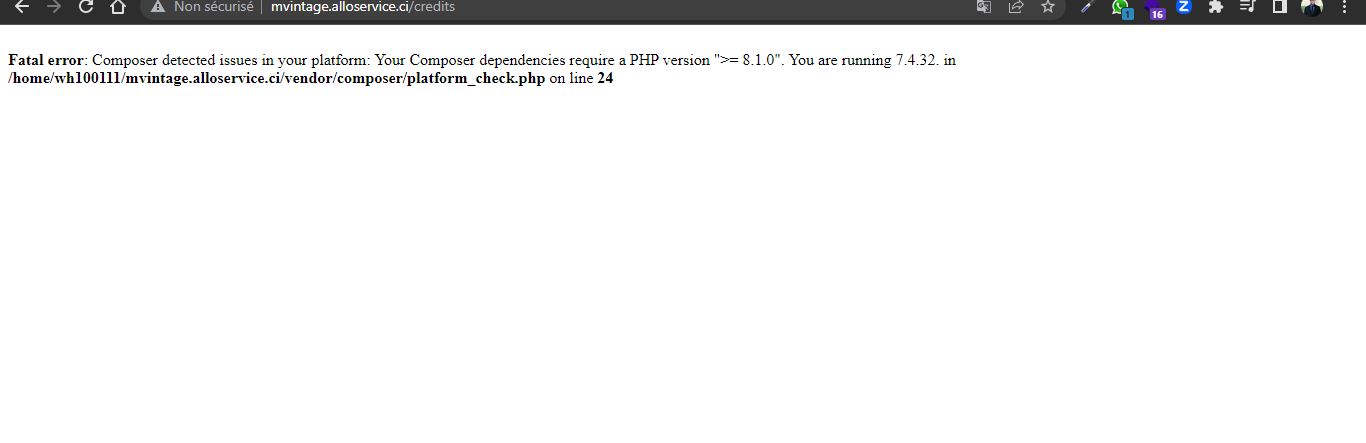 Non sécurisé | mvintage.alloservice.ci/credits
1
16
Z
Fatal error: Composer detected issues in your platform: Your Composer dependencies require a PHP version ">= 8.1.0". You are running 7.4.32. in
/home/wh100111/mvintage.alloservice.ci/vendor/composer/platform_check.php on line 24